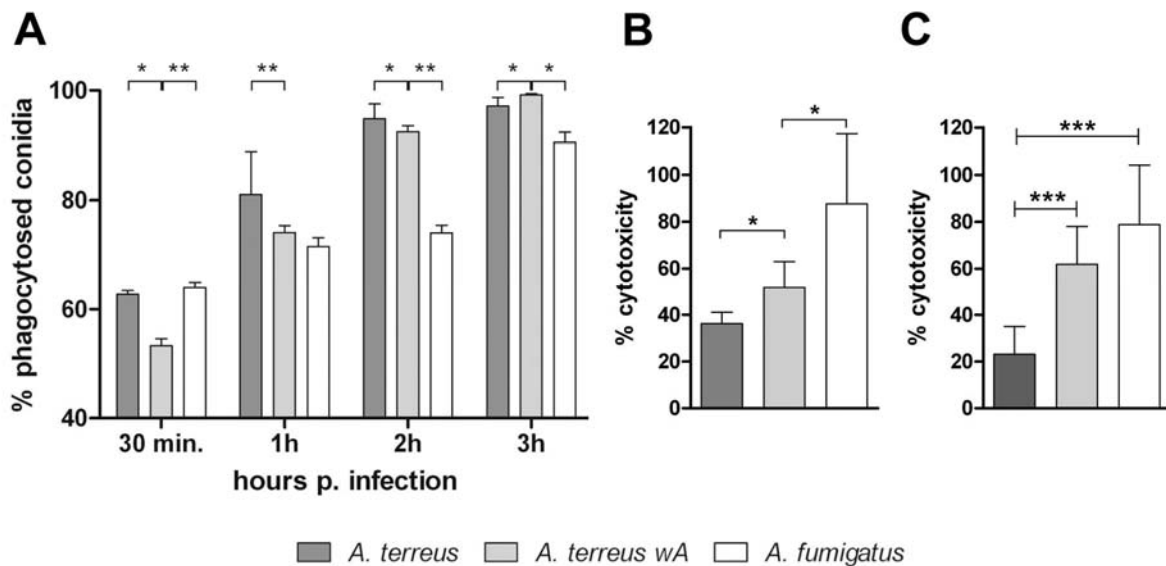 A
* ** ** * ** * *
100
80
60
40
% phagocytosed conidia
30 min. 1h 2h 3h
hours p. infection
B
* *
120
100
80
60
40
20
0
% cytotoxicity
C
***
***
120
100
80
60
40
20
0
% cytotoxicity
A. terreus A. terreus wA A. fumigatus